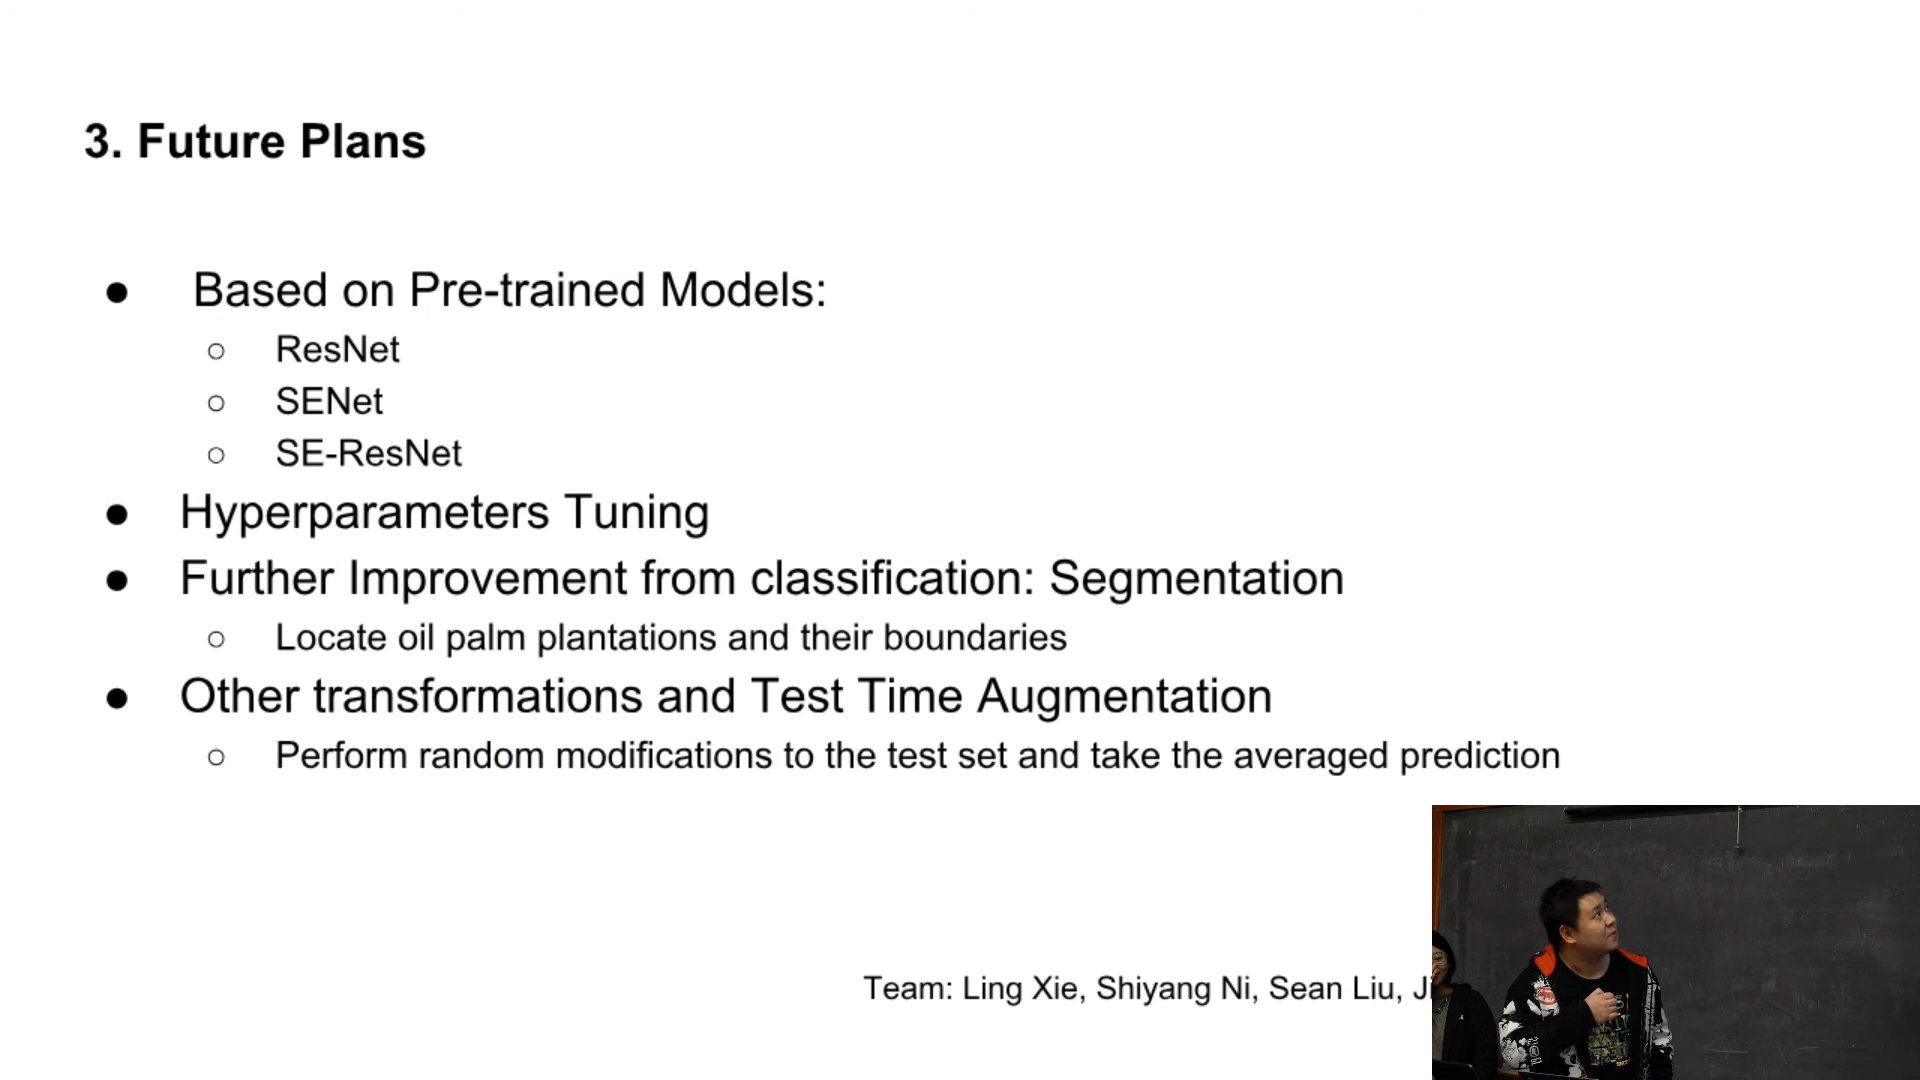 3. Future Plans
● Based on Pre-trained Models:
○ ResNet
○ SENet
○ SE-ResNet
● Hyperparameters Tuning
● Further Improvement from classification: Segmentation
○ Locate oil palm plantations and their boundaries
● Other transformations and Test Time Augmentation
○ Perform random modifications to the test set and take the averaged prediction
Team: Ling Xie, Shiyang Ni, Sean Liu,